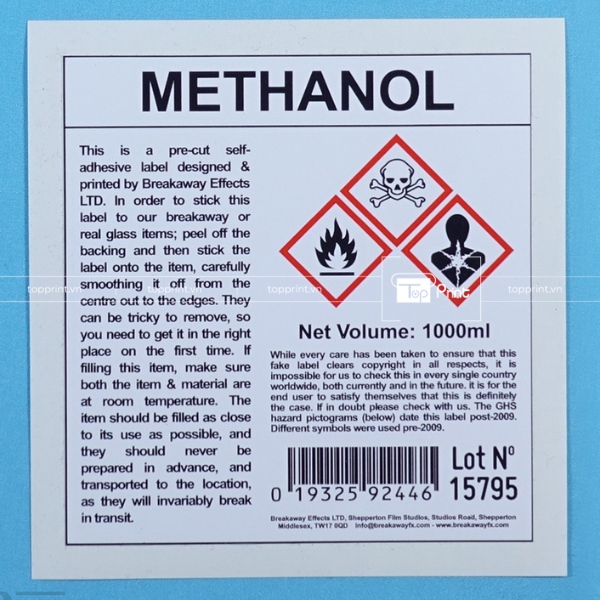 METHANOL
This is a pre-cut self-
adhesive label designed &
printed by Breakaway Effects
LTD. In order to stick this
label to our breakaway or
real glass items; peel off the
backing and then stick the
label onto the item, carefully
smoothing it off from the
centre out to the edges. They
can be tricky to remove, so
you need to get it in the right
place on the first time. If
filling this item, make sure
both the item & material are
at room temperature. The
item should be filled as close
to its use as possible, and
they should never be
prepared in advance, and
transported to the location,
as they will invariably break
in transit.
Net Volume: 1000ml
While every care has been taken to ensure that this
fake label clears copyright in all respects, it is
impossible for us to check this in every single country
worldwide, both currently and in the future. it is for the
end user to satisfy themselves that this is definitely
the case. If in doubt please check with us. The GHS
hazard pictograms (below) date this label post-2009.
Different symbols were used pre-2009.
0 19325 92446
Lot Nº
15795
Breakaway Effects LTD, Shepperton Film Studios, Studios Road, Shepperton
Middlesex, TW17 0QD info@breakawayfx.com - www.breakawayfx.com
topprint.vn
topprint.vn
Top Print
topprint.vn